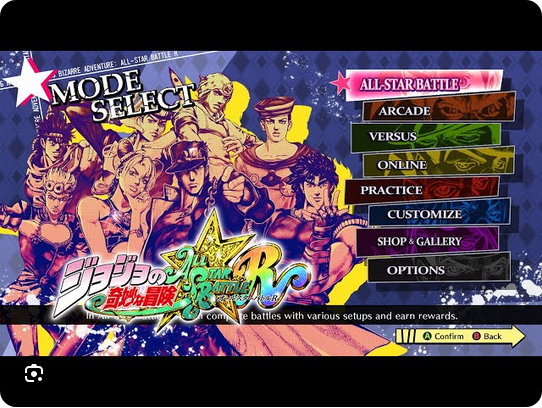 BIZARRE ADVENTURE: ALL-STAR BATTLE R
MODE
SELECT
ALL-STAR BATTLE
ARCADE
VERSUS
ONLINE
PRACTICE
CUSTOMIZE
SHOP & GALLERY
OPTIONS
ジョジョの
奇妙な冒険
ALL
STAR
BATTLE
R
battles with various setups and earn rewards.
A Confirm B Back